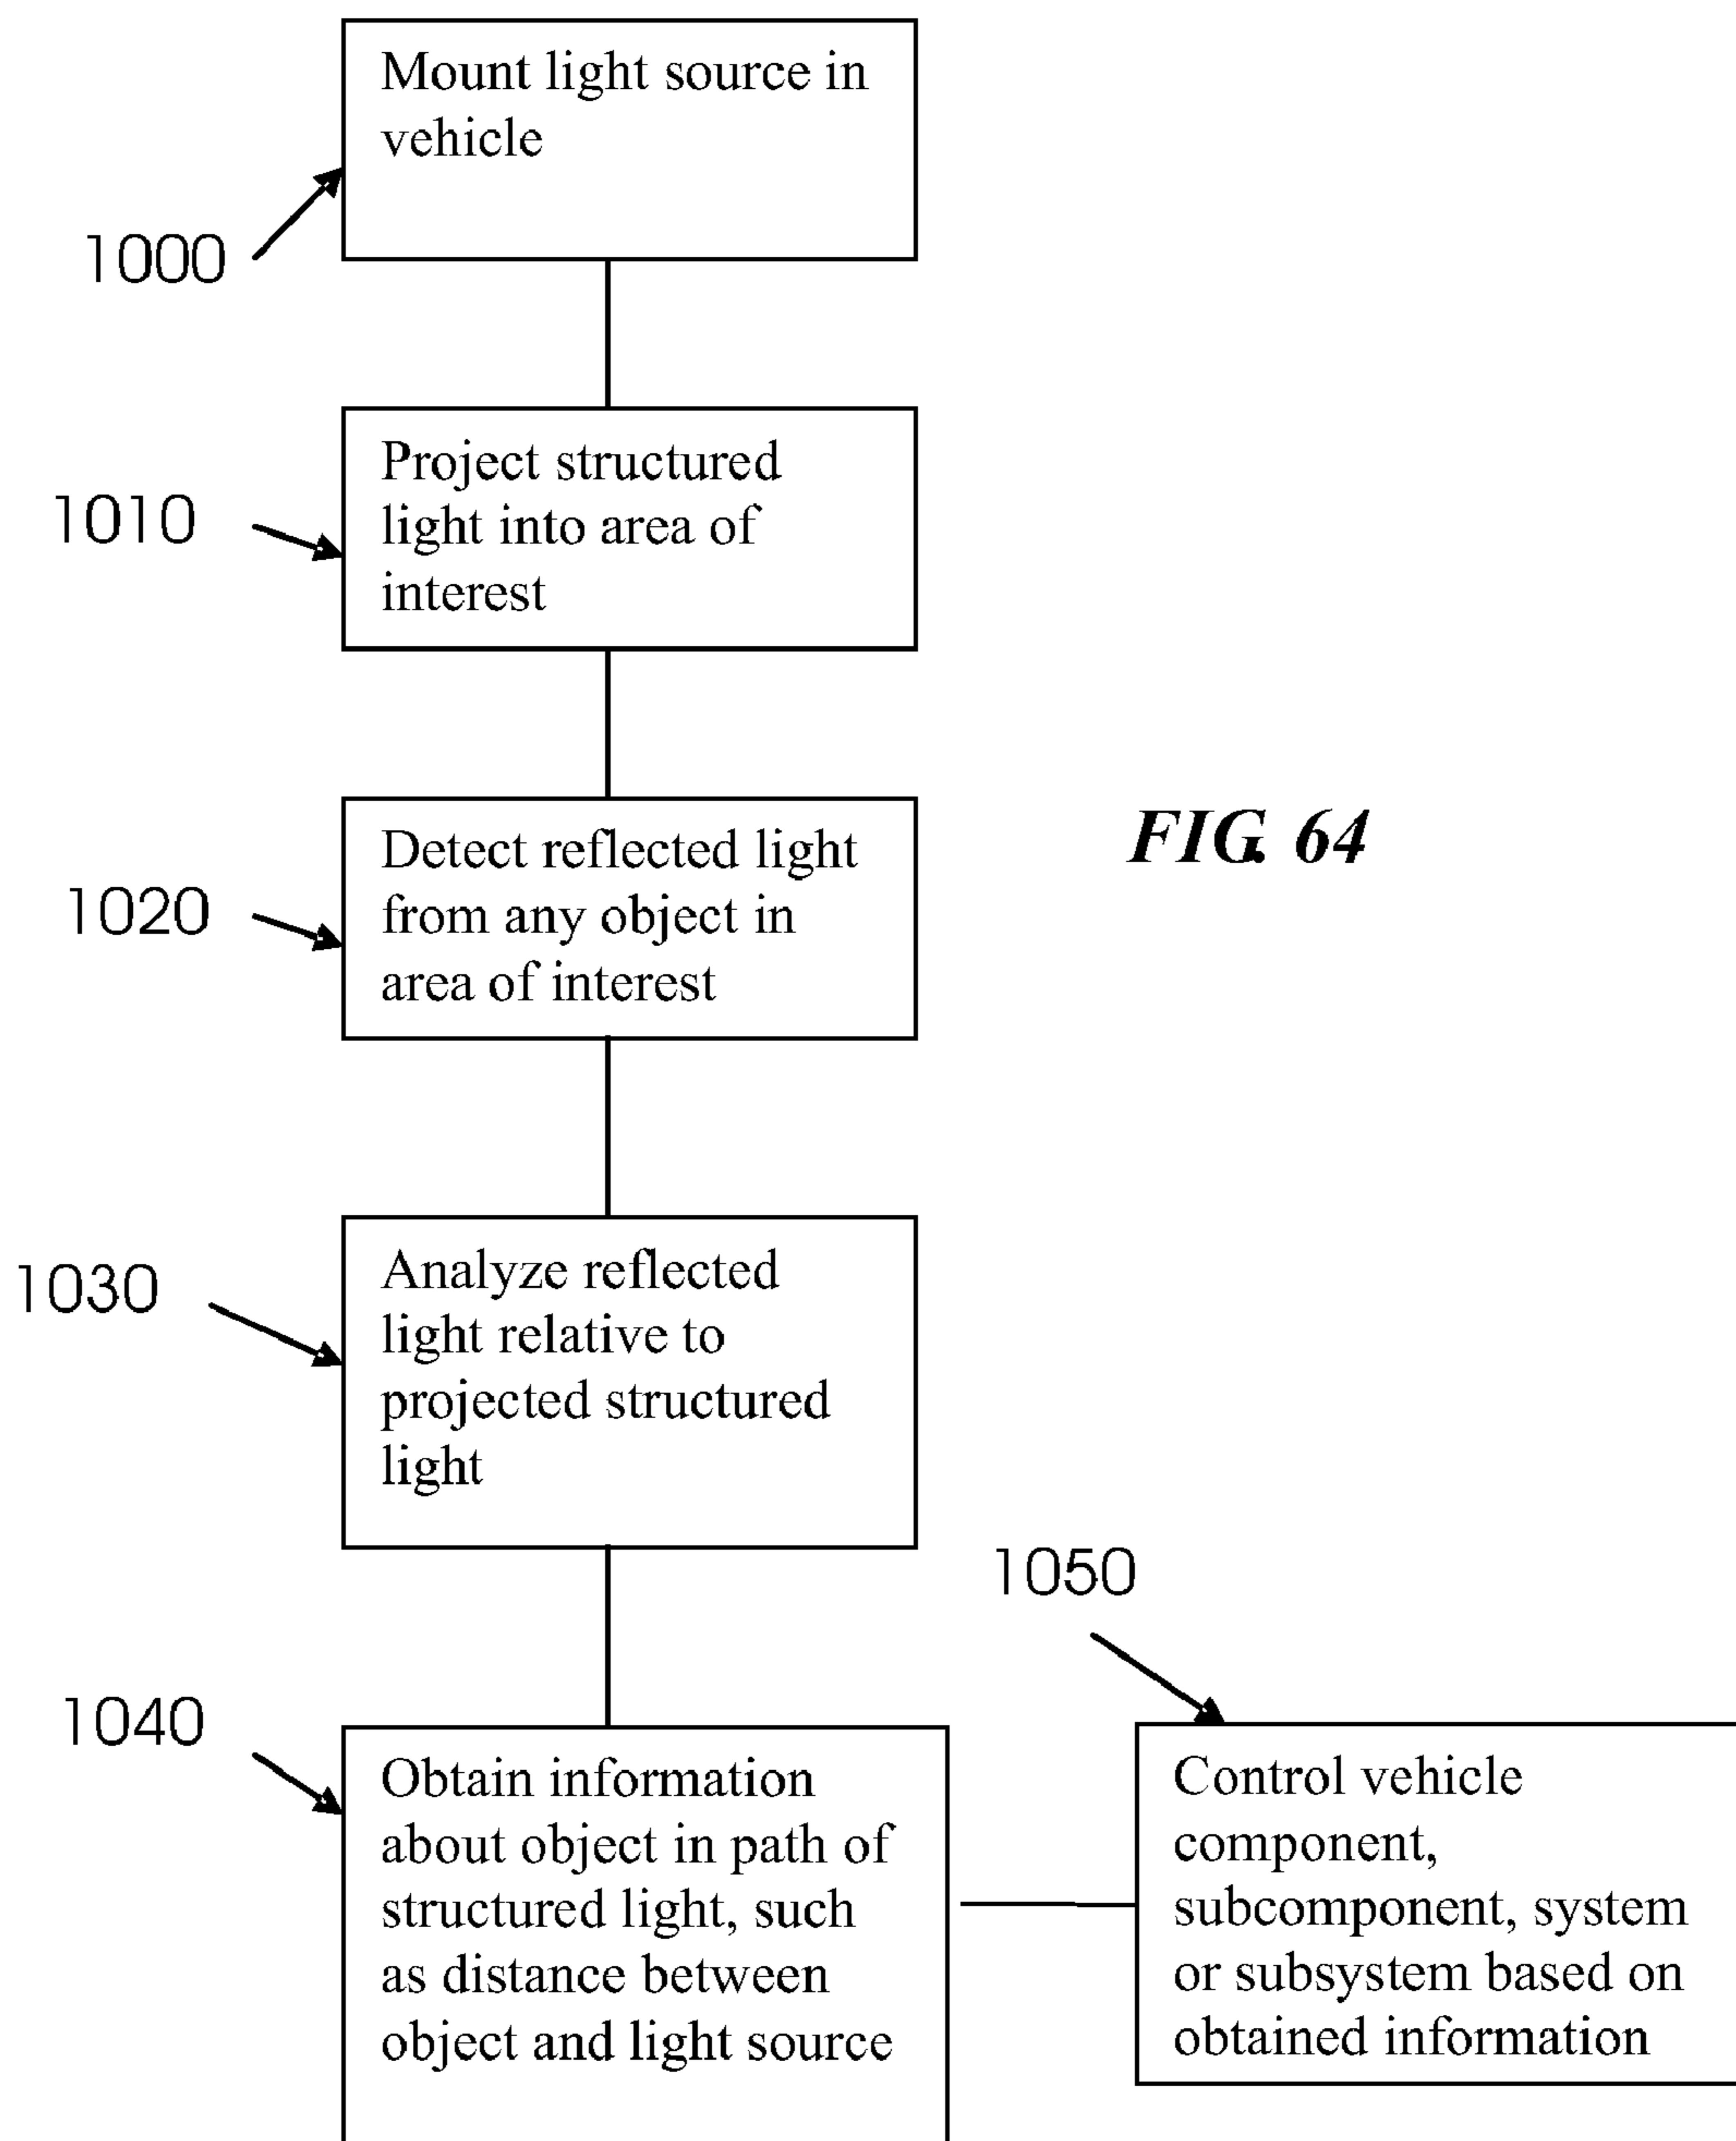 Mount light source in
vehicle
1000
Project structured
light into area of
interest
1010
Detect reflected light
from any object in
area of interest
1020
FIG. 64
Analyze reflected
light relative to
projected structured
light
1030
1050
1040
Obtain information
about object in path of
structured light, such
as distance between
object and light source
Control vehicle
component,
subcomponent, system
or subsystem based on
obtained information